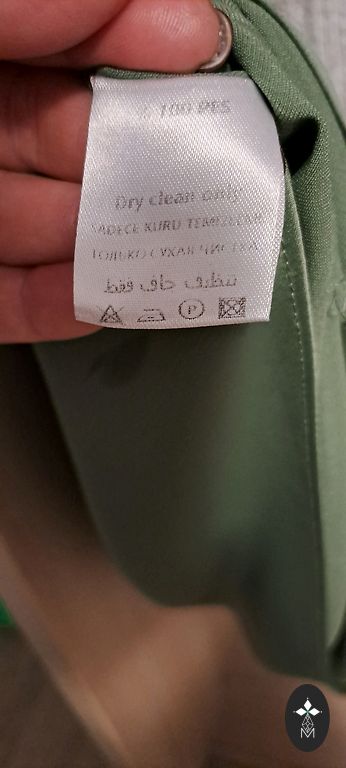 % 100 PES
Dry clean only
SADECE KURU TEMİZLEME
ТОЛЬКО СУХАЯ ЧИСТКА
تنظيف جاف فقط
P
M